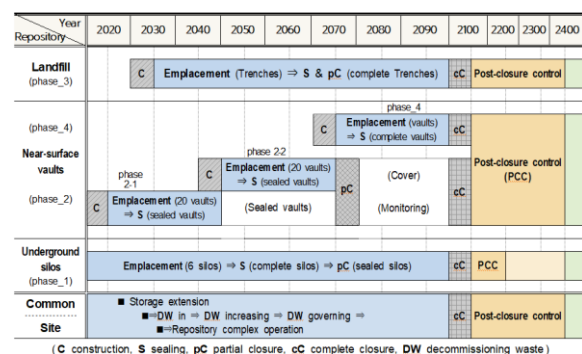 Year
Repository
2020 2030 2040 2050 2060 2070 2080 2090 2100 2200 2300 2400
Landfill
(phase_3)
C
Emplacement (Trenches) ⇒ S & pC (complete Trenches)
cC
Post-closure control
phase_4
(phase_4)
C
Emplacement (vaults)
⇒ S (complete vaults)
cC
Near-surface
vaults
phase 2-2
phase
2-1
C
Emplacement (20 vaults)
⇒ S (sealed vaults)
pC
(Cover)
Post-closure control
(PCC)
(phase_2)
C
Emplacement (20 vaults)
⇒ S (sealed vaults)
(Sealed vaults)
(Monitoring)
cC
Underground
silos
(phase_1)
Emplacement (6 silos) ⇒ S (complete silos) ⇒ pC (sealed silos)
cC
PCC
Common
Site
■ Storage extension
■⇒DW in ⇒ DW increasing ⇒ DW governing ⇒
■⇒Repository complex operation
cC
Post-closure control
( C construction, S sealing, pC partial closure, cC complete closure, DW decommissioning waste)